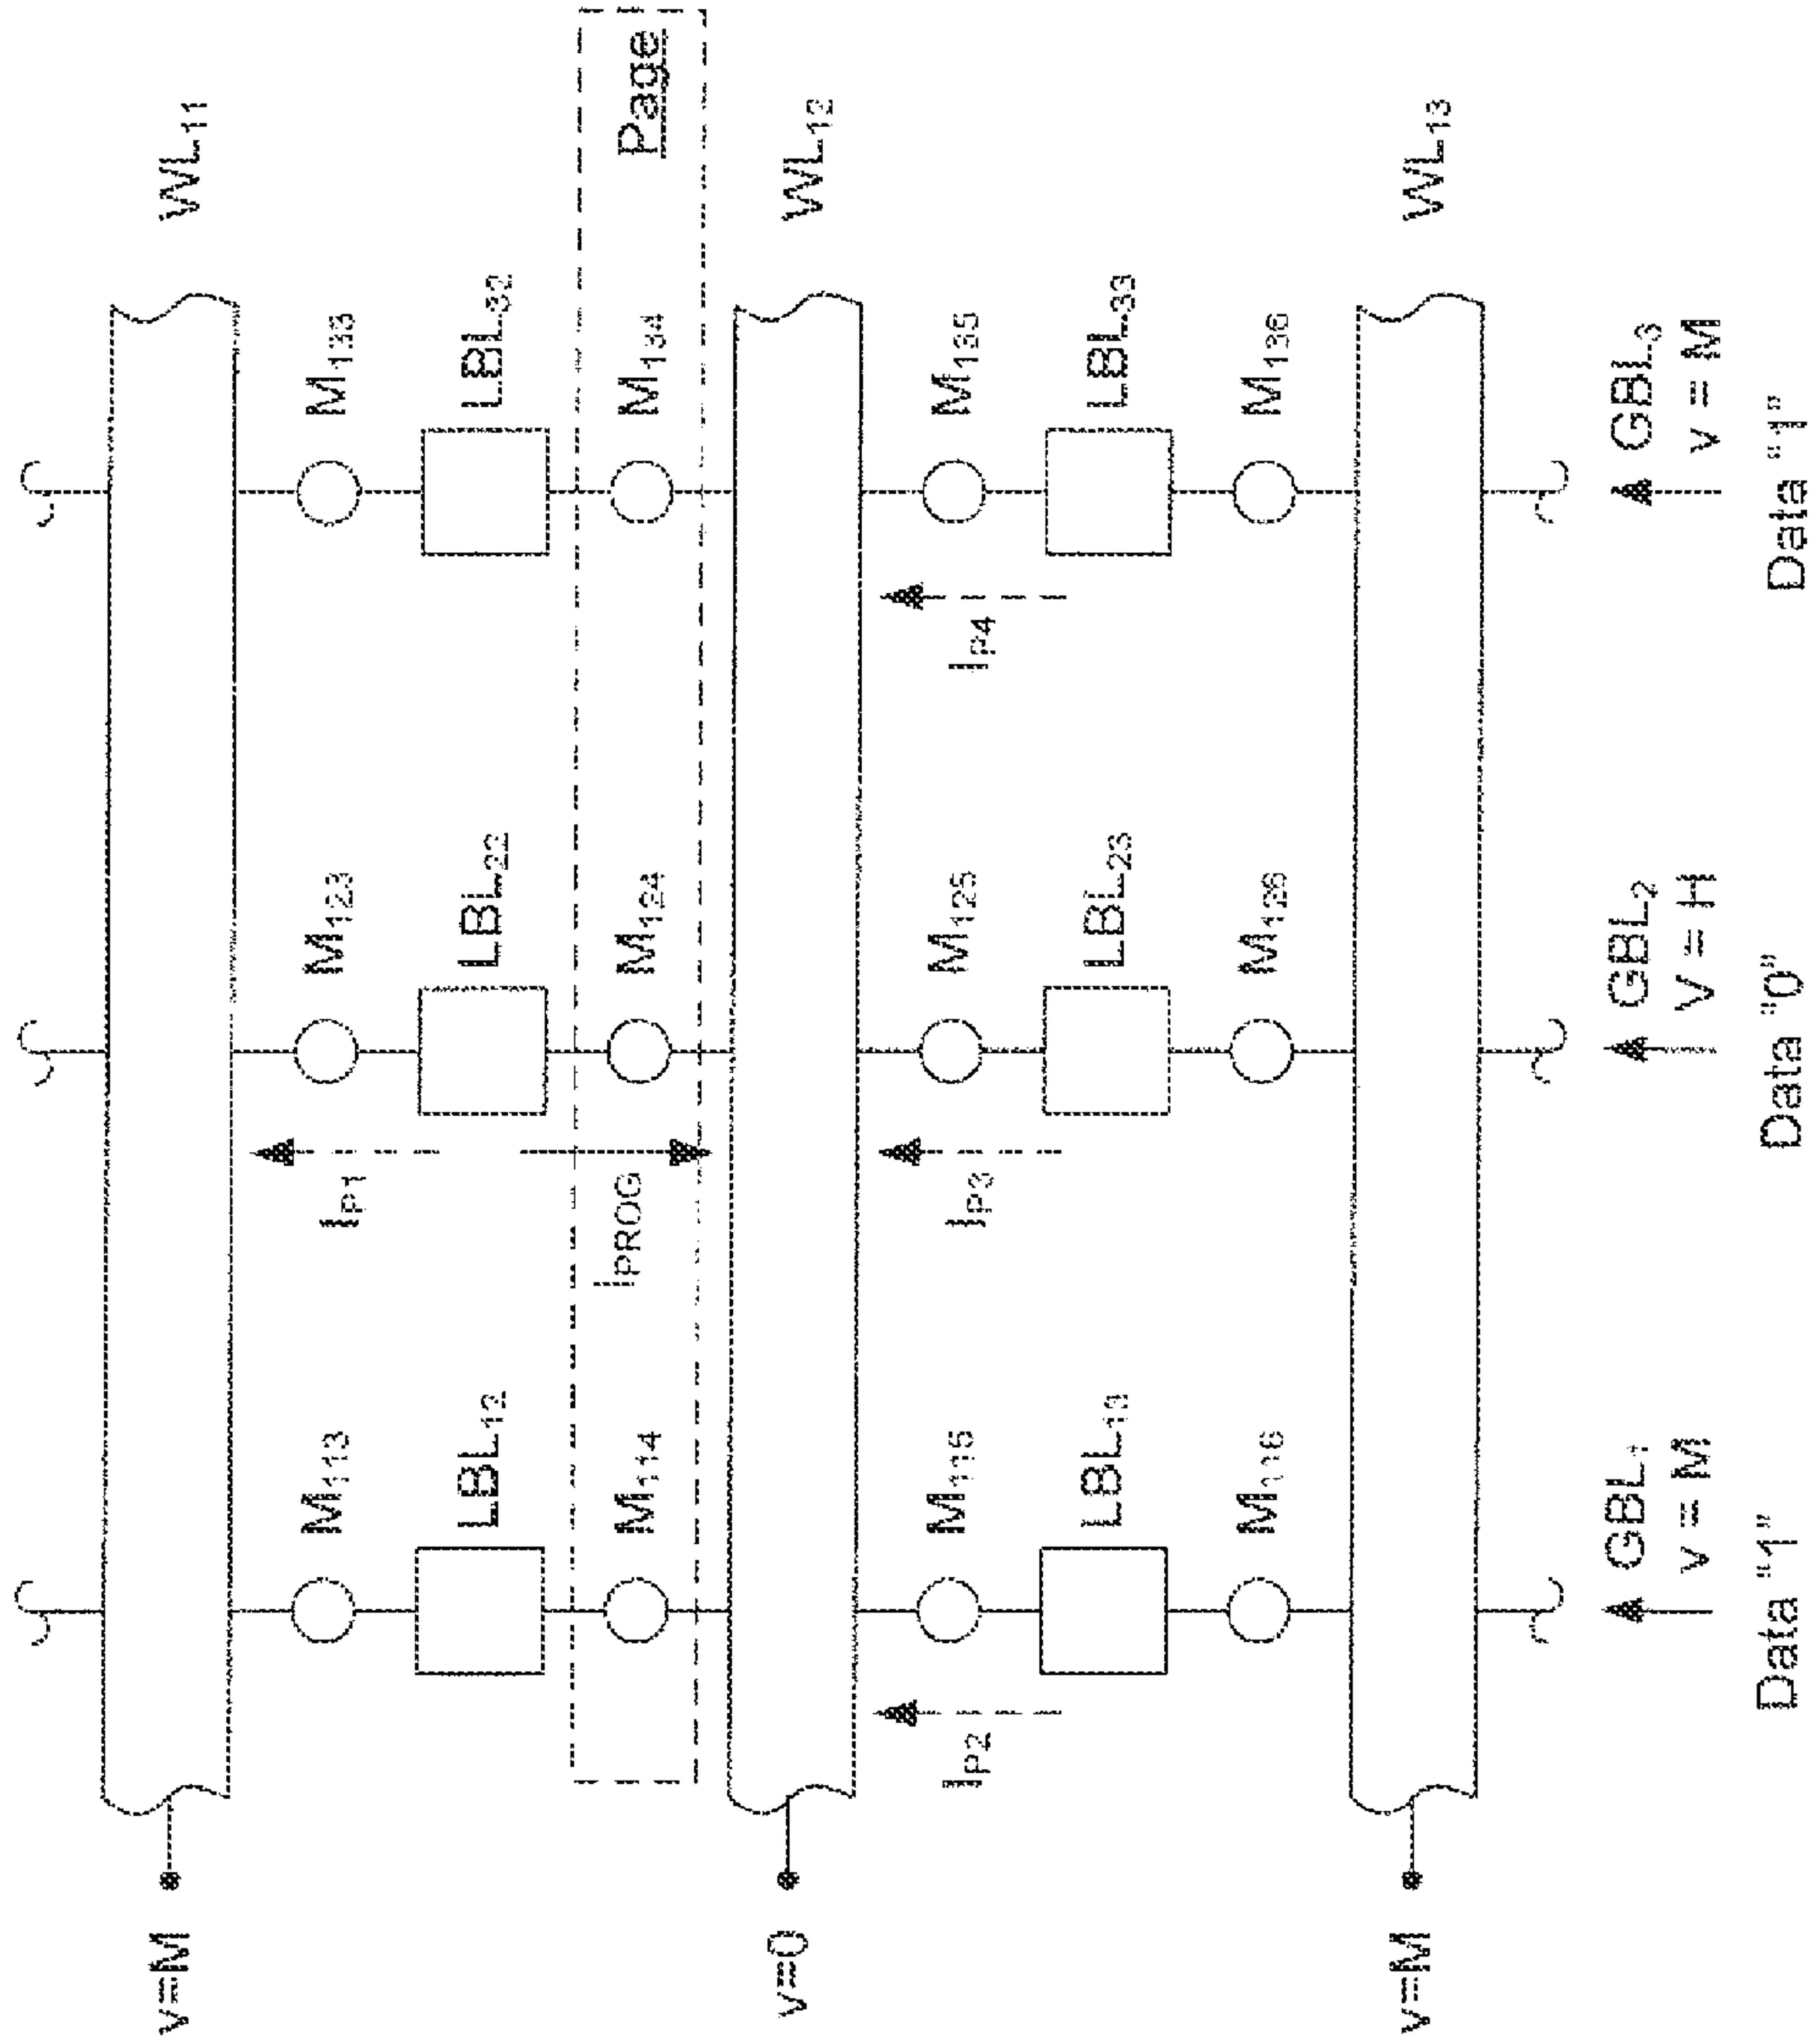 v=M WL11
M113 M123 M133
LBL12 LBL22 LBL32
IP1
IPROG
M114 M124 M134 Page
v=0 WL12
M115 M125 M135
IP2 IP3 IP4
LBL13 LBL23 LBL33
M116 M126 M136
v=M WL13
GBL1 GBL2 GBL3
v = M V = H v = M
Data "1" Data "0" Data "1"